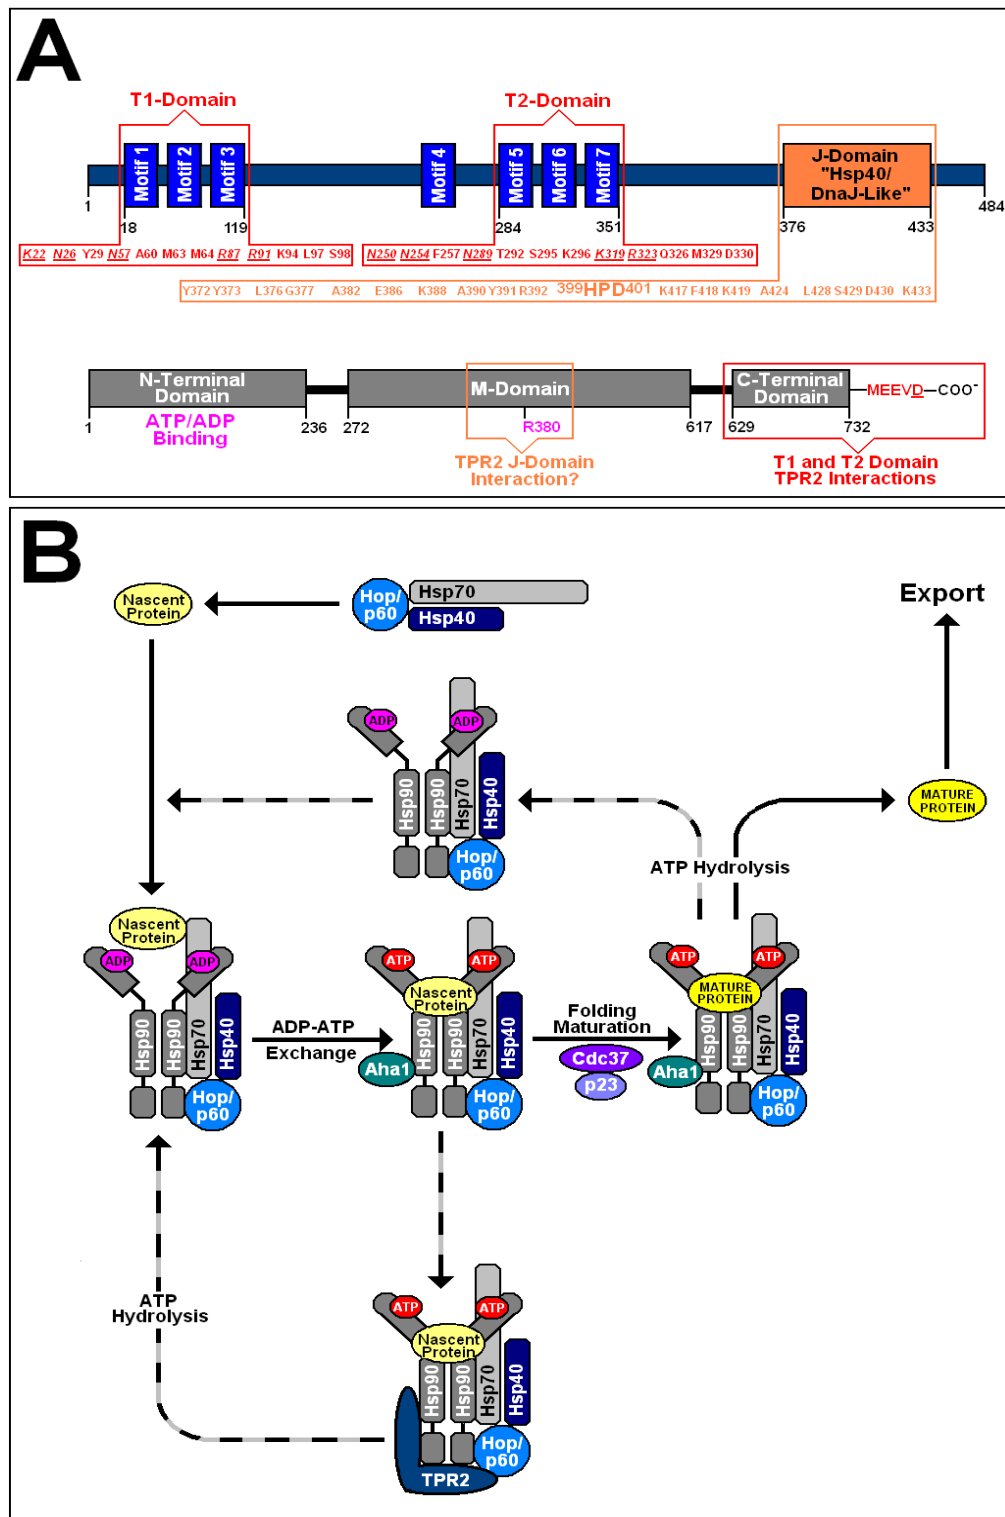 A
T1-Domain
T2-Domain
Motif 1
Motif 2
Motif 3
Motif 4
Motif 5
Motif 6
Motif 7
J-Domain
"Hsp40/
DnaJ-Like"
1
18
119
284
351
376
433
484
K22 N26 Y29 N57 A60 M63 M64 R87 R91 K94 L97 S98
N250 N254 F257 N289 T292 S295 K296 K319 R323 Q326 M329 D330
Y372 Y373 L376 G377 A382 E386 K388 A390 Y391 R392 399HPD401 K417 F418 K419 A424 L428 S429 D430 K433
N-Terminal
Domain
M-Domain
C-Terminal
Domain
MEEVD-COO-
1
ATP/ADP
Binding
236
272
R380
617
629
732
TPR2 J-Domain
Interaction?
T1 and T2 Domain
TPR2 Interactions
B
Nascent
Protein
Hop/
p60
Hsp70
Hsp40
Export
ADP
ADP
Hsp90
Hsp90
Hsp70
Hsp40
Hop/
p60
MATURE
PROTEIN
ATP Hydrolysis
Nascent
Protein
ADP
ADP
Hsp90
Hsp90
Hsp70
Hsp40
Hop/
p60
ADP-ATP
Exchange
ATP
ATP
Nascent
Protein
Hsp90
Hsp90
Hsp70
Hsp40
Aha1
Hop/
p60
Folding
Maturation
Cdc37
p23
ATP
ATP
MATURE
PROTEIN
Hsp90
Hsp90
Hsp70
Hsp40
Aha1
Hop/
p60
ATP
Hydrolysis
ATP
ATP
Nascent
Protein
Hsp90
Hsp90
Hsp70
Hsp40
Hop/
p60
TPR2